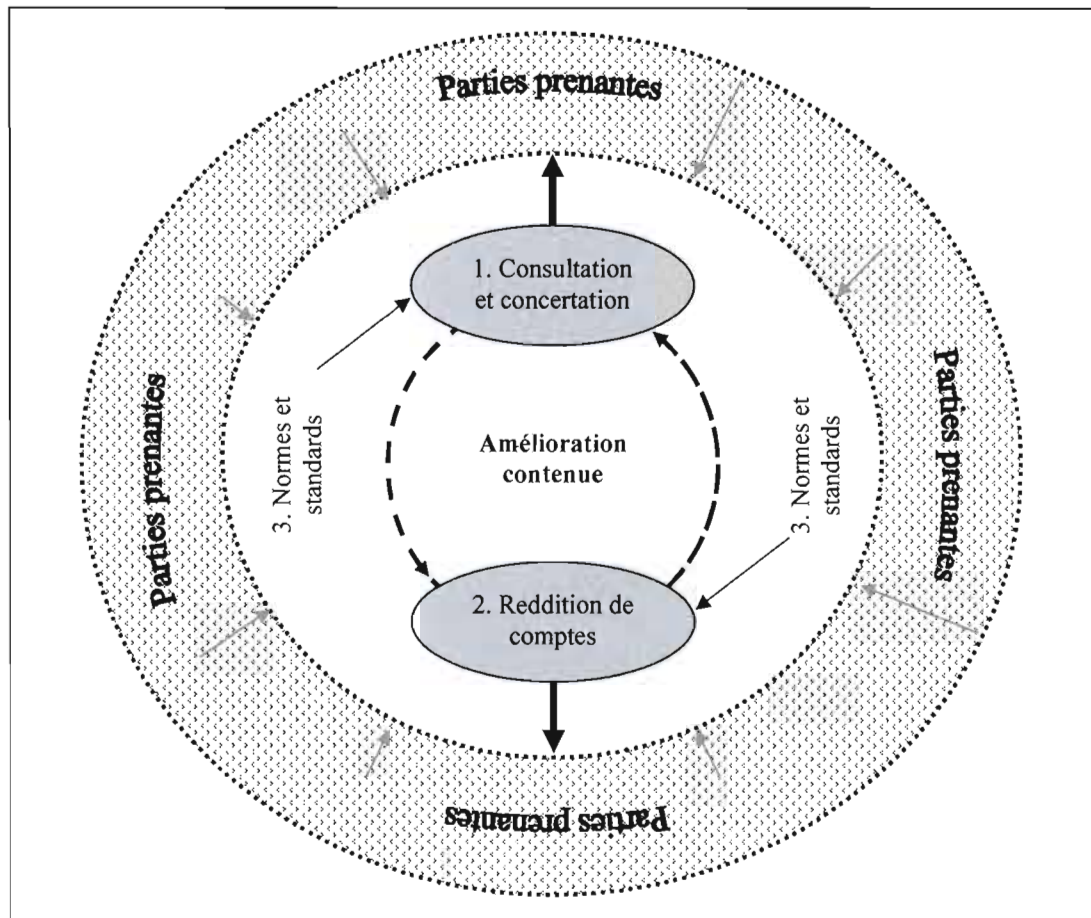 Parties prenantes
1. Consultation
et concertation
Parties prenantes
3. Normes et
standards
Amélioration
contenue
3. Normes et
standards
Parties prenantes
2. Reddition de
comptes
Parties prenantes